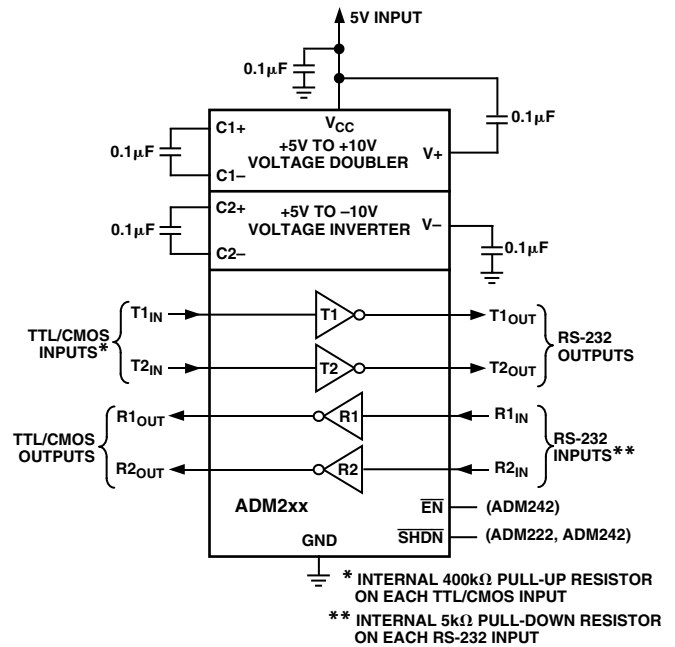 5V INPUT
0.1µF
0.1µF
VCC
C1+
+5V TO +10V
VOLTAGE DOUBLER
V+
0.1µF
C1–
C2+
+5V TO –10V
VOLTAGE INVERTER
V–
0.1µF
C2–
0.1µF
TTL/CMOS
INPUTS*
T1IN
T1
T1OUT
T2IN
T2
T2OUT
RS-232
OUTPUTS
TTL/CMOS
OUTPUTS
R1OUT
R1
R1IN
R2OUT
R2
R2IN
RS-232
INPUTS**
ADM2xx
EN
(ADM242)
SHDN
(ADM222, ADM242)
GND
* INTERNAL 400kΩ PULL-UP RESISTOR
ON EACH TTL/CMOS INPUT
** INTERNAL 5kΩ PULL-DOWN RESISTOR
ON EACH RS-232 INPUT